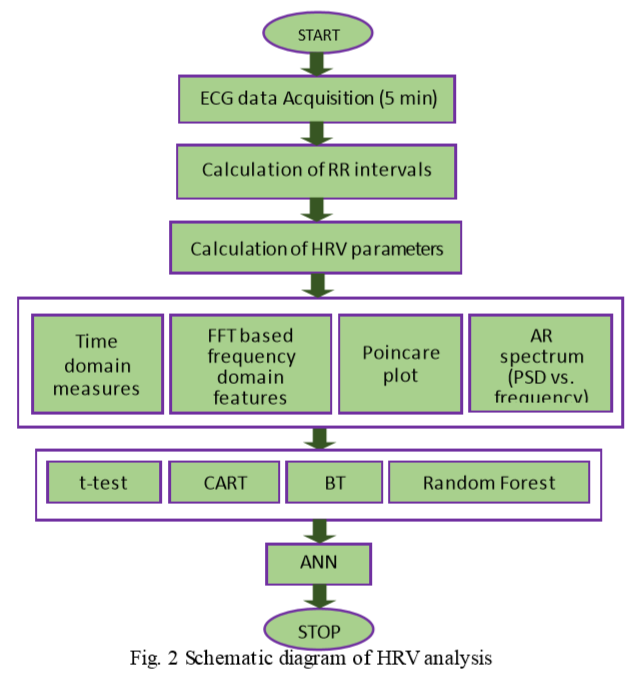 START
ECG data Acquisition (5 min)
Calculation of RR intervals
Calculation of HRV parameters
Time
domain
measures
FFT based
frequency
domain
features
Poincare
plot
AR
spectrum
(PSD vs.
frequency)
t-test
CART
BT
Random Forest
ANN
STOP
Fig. 2 Schematic diagram of HRV analysis